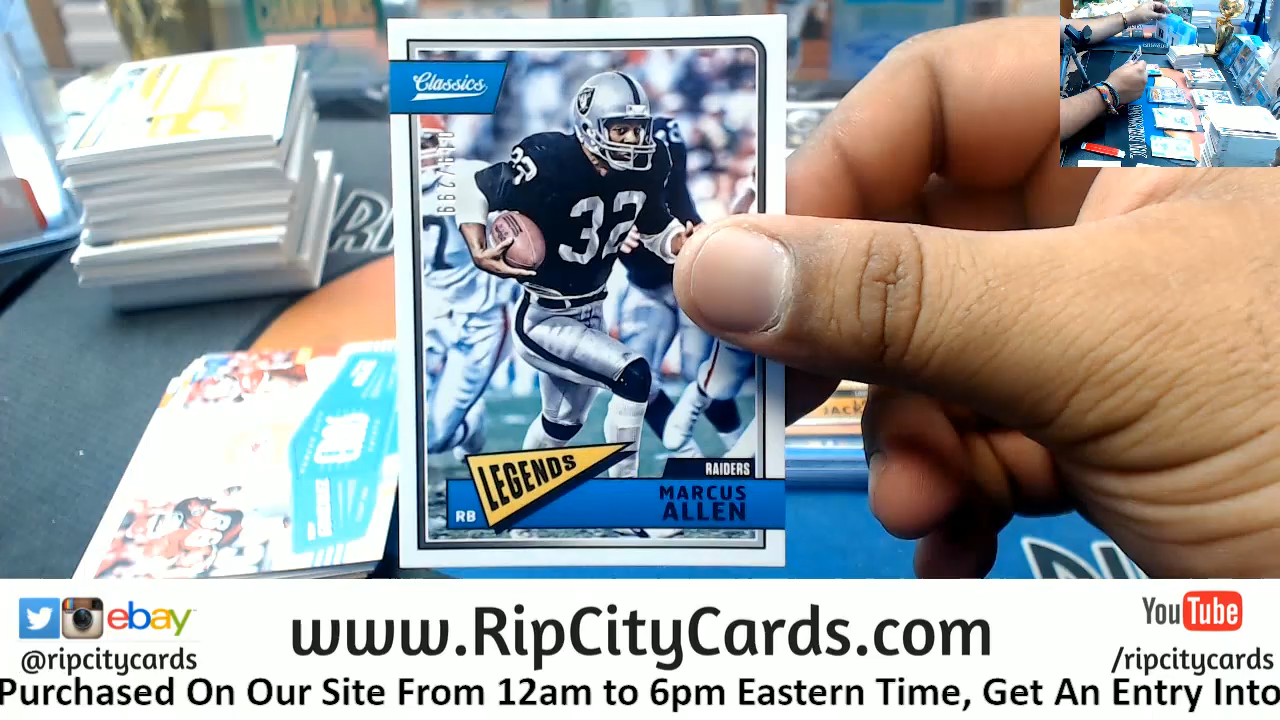 Classics
32
32
LEGENDS
RAIDERS
MARCUS
ALLEN
RB
ebay
www.RipCityCards.com
YouTube
@ripcitycards
/ripcitycards
Purchased On Our Site From 12am to 6pm Eastern Time, Get An Entry Into